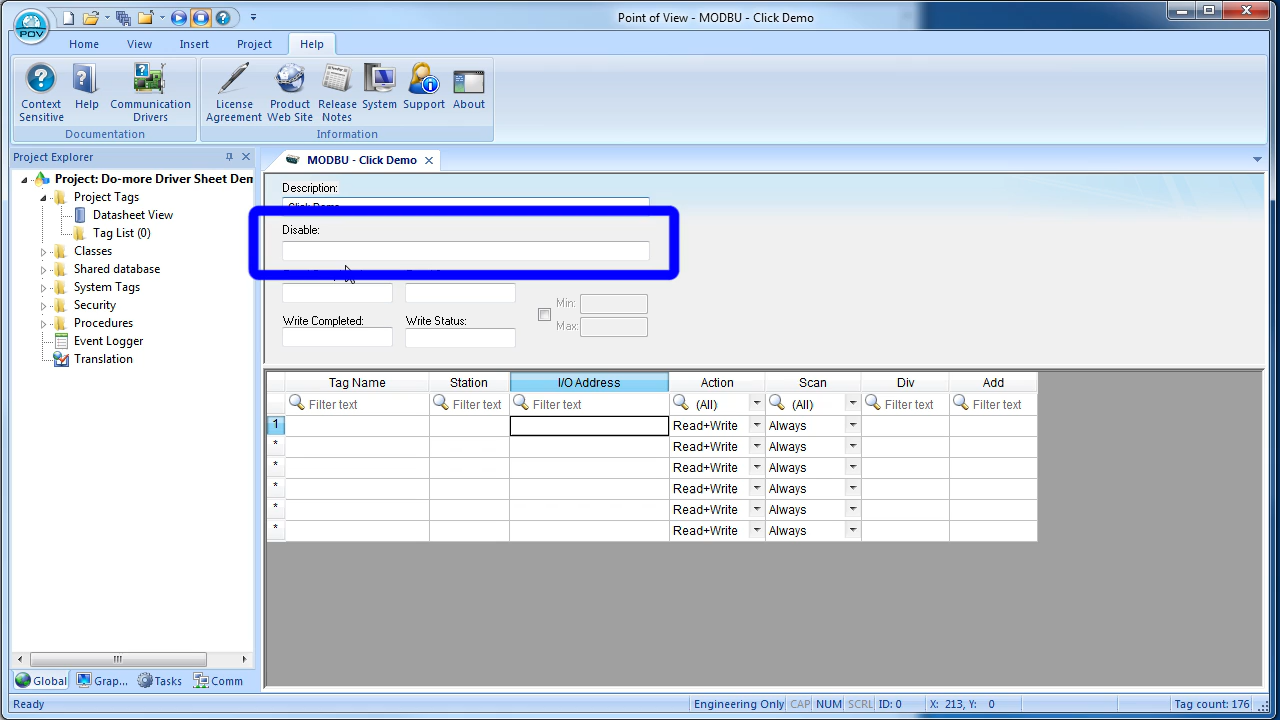 POV
Point of View - MODBU - Click Demo
Home View Insert Project Help
Context Sensitive
Help
Communication Drivers
License Agreement
Product Web Site
Release Notes
System
Support
About
Documentation
Information
Project Explorer
MODBU - Click Demo
Project: Do-more Driver Sheet Dem
Project Tags
Datasheet View
Tag List (0)
Classes
Shared database
System Tags
Security
Procedures
Event Logger
Translation
Description:
Click Demo
Disable:
Write Completed: Write Status:
Min:
Max:
Tag Name Station I/O Address Action Scan Div Add
Filter text Filter text Filter text (All) (All) Filter text Filter text
1 Read+Write Always
* Read+Write Always
* Read+Write Always
* Read+Write Always
* Read+Write Always
* Read+Write Always
Global Grap... Tasks Comm
Ready Engineering Only CAP NUM SCRL ID: 0 X: 213, Y: 0 Tag count: 176